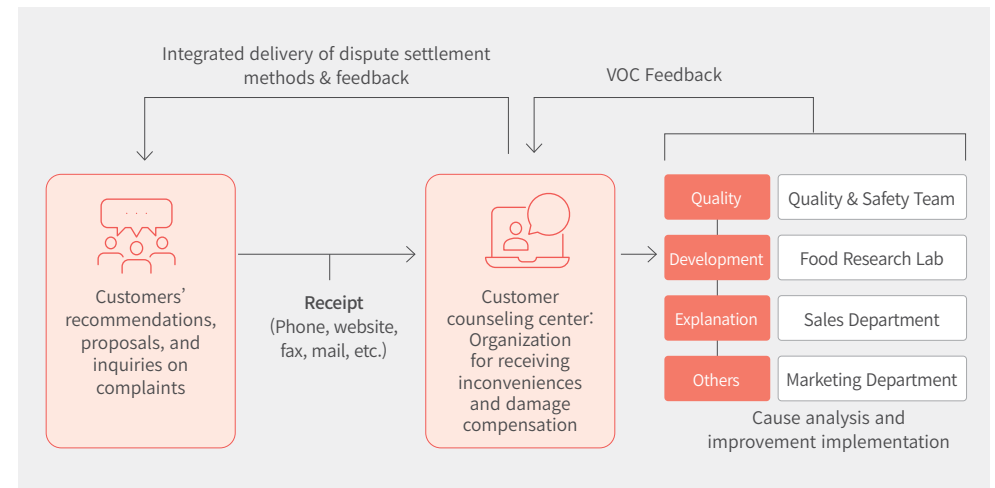 Integrated delivery of dispute settlement
methods & feedback
VOC Feedback
Customers’
recommendations,
proposals, and
inquiries on
complaints
Receipt
(Phone, website,
fax, mail, etc.)
Customer
counseling center:
Organization
for receiving
inconveniences
and damage
compensation
Quality
Quality & Safety Team
Development
Food Research Lab
Explanation
Sales Department
Others
Marketing Department
Cause analysis and
improvement implementation